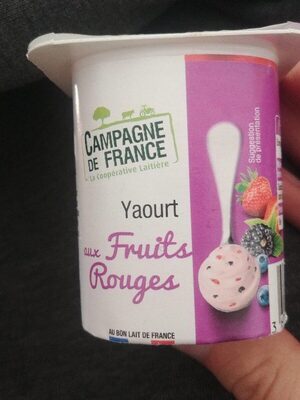 CAMPAGNE
DE FRANCE
La Coopérative Laitière
Yaourt
aux Fruits
Rouges
Suggestion
de présentation
AU BON LAIT DE FRANCE